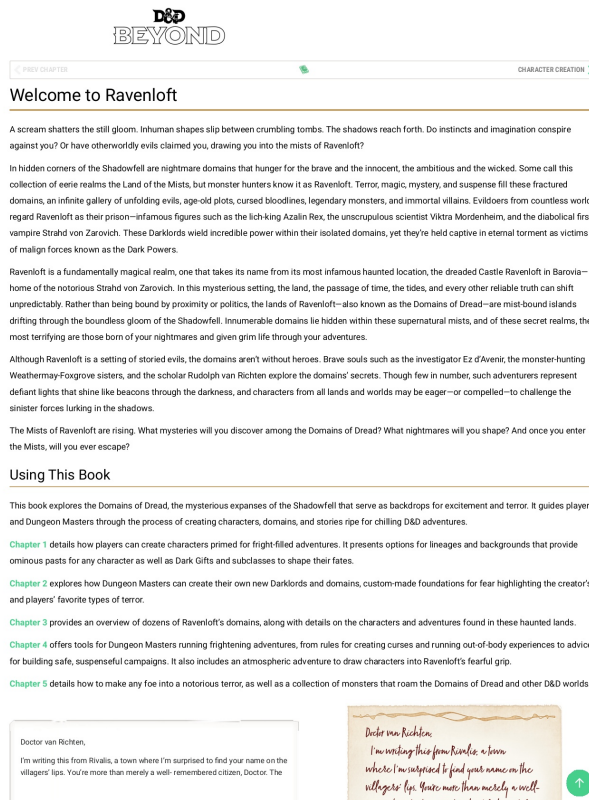 D&D
BEYOND
PREV CHAPTER
CHARACTER CREATION
Welcome to Ravenloft
A scream shatters the still gloom. Inhuman shapes slip between crumbling tombs. The shadows reach forth. Do instincts and imagination conspire
against you? Or have otherworldly evils claimed you, drawing you into the mists of Ravenloft?
In hidden corners of the Shadowfell are nightmare domains that hunger for the brave and the innocent, the ambitious and the wicked. Some call this
collection of eerie realms the Land of the Mists, but monster hunters know it as Ravenloft. Terror, magic, mystery, and suspense fill these fractured
domains, an infinite gallery of unfolding evils, age-old plots, cursed bloodlines, legendary monsters, and immortal villains. Evildoers from countless world
regard Ravenloft as their prison—infamous figures such as the lich-king Azalin Rex, the unscrupulous scientist Viktra Mordenheim, and the diabolical firs
vampire Strahd von Zarovich. These Darklords wield incredible power within their isolated domains, yet they're held captive in eternal torment as victims
of malign forces known as the Dark Powers.
Ravenloft is a fundamentally magical realm, one that takes its name from its most infamous haunted location, the dreaded Castle Ravenloft in Barovia—
home of the notorious Strahd von Zarovich. In this mysterious setting, the land, the passage of time, the tides, and every other reliable truth can shift
unpredictably. Rather than being bound by proximity or politics, the lands of Ravenloft—also known as the Domains of Dread—are mist-bound islands
drifting through the boundless gloom of the Shadowfell. Innumerable domains lie hidden within these supernatural mists, and of these secret realms, the
most terrifying are those born of your nightmares and given grim life through your adventures.
Although Ravenloft is a setting of storied evils, the domains aren't without heroes. Brave souls such as the investigator Ez d'Avenir, the monster-hunting
Weathermay-Foxgrove sisters, and the scholar Rudolph van Richten explore the domains' secrets. Though few in number, such adventurers represent
defiant lights that shine like beacons through the darkness, and characters from all lands and worlds may be eager—or compelled—to challenge the
sinister forces lurking in the shadows.
The Mists of Ravenloft are rising. What mysteries will you discover among the Domains of Dread? What nightmares will you shape? And once you enter
the Mists, will you ever escape?
Using This Book
This book explores the Domains of Dread, the mysterious expanses of the Shadowfell that serve as backdrops for excitement and terror. It guides player
and Dungeon Masters through the process of creating characters, domains, and stories ripe for chilling D&D adventures.
Chapter 1 details how players can create characters primed for fright-filled adventures. It presents options for lineages and backgrounds that provide
ominous pasts for any character as well as Dark Gifts and subclasses to shape their fates.
Chapter 2 explores how Dungeon Masters can create their own new Darklords and domains, custom-made foundations for fear highlighting the creator's
and players' favorite types of terror.
Chapter 3 provides an overview of dozens of Ravenloft's domains, along with details on the characters and adventures found in these haunted lands.
Chapter 4 offers tools for Dungeon Masters running frightening adventures, from rules for creating curses and running out-of-body experiences to advice
for building safe, suspenseful campaigns. It also includes an atmospheric adventure to draw characters into Ravenloft's fearful grip.
Chapter 5 details how to make any foe into a notorious terror, as well as a collection of monsters that roam the Domains of Dread and other D&D worlds
Doctor van Richten,
I'm writing this from Rivalis, a town where I'm surprised to find your name on the
villagers' lips. You're more than merely a well- remembered citizen, Doctor. The
Doctor van Richten,
I'm writing this from Rivalis, a town
where I'm surprised to find your name on the
villagers' lips. You're more than merely a well-